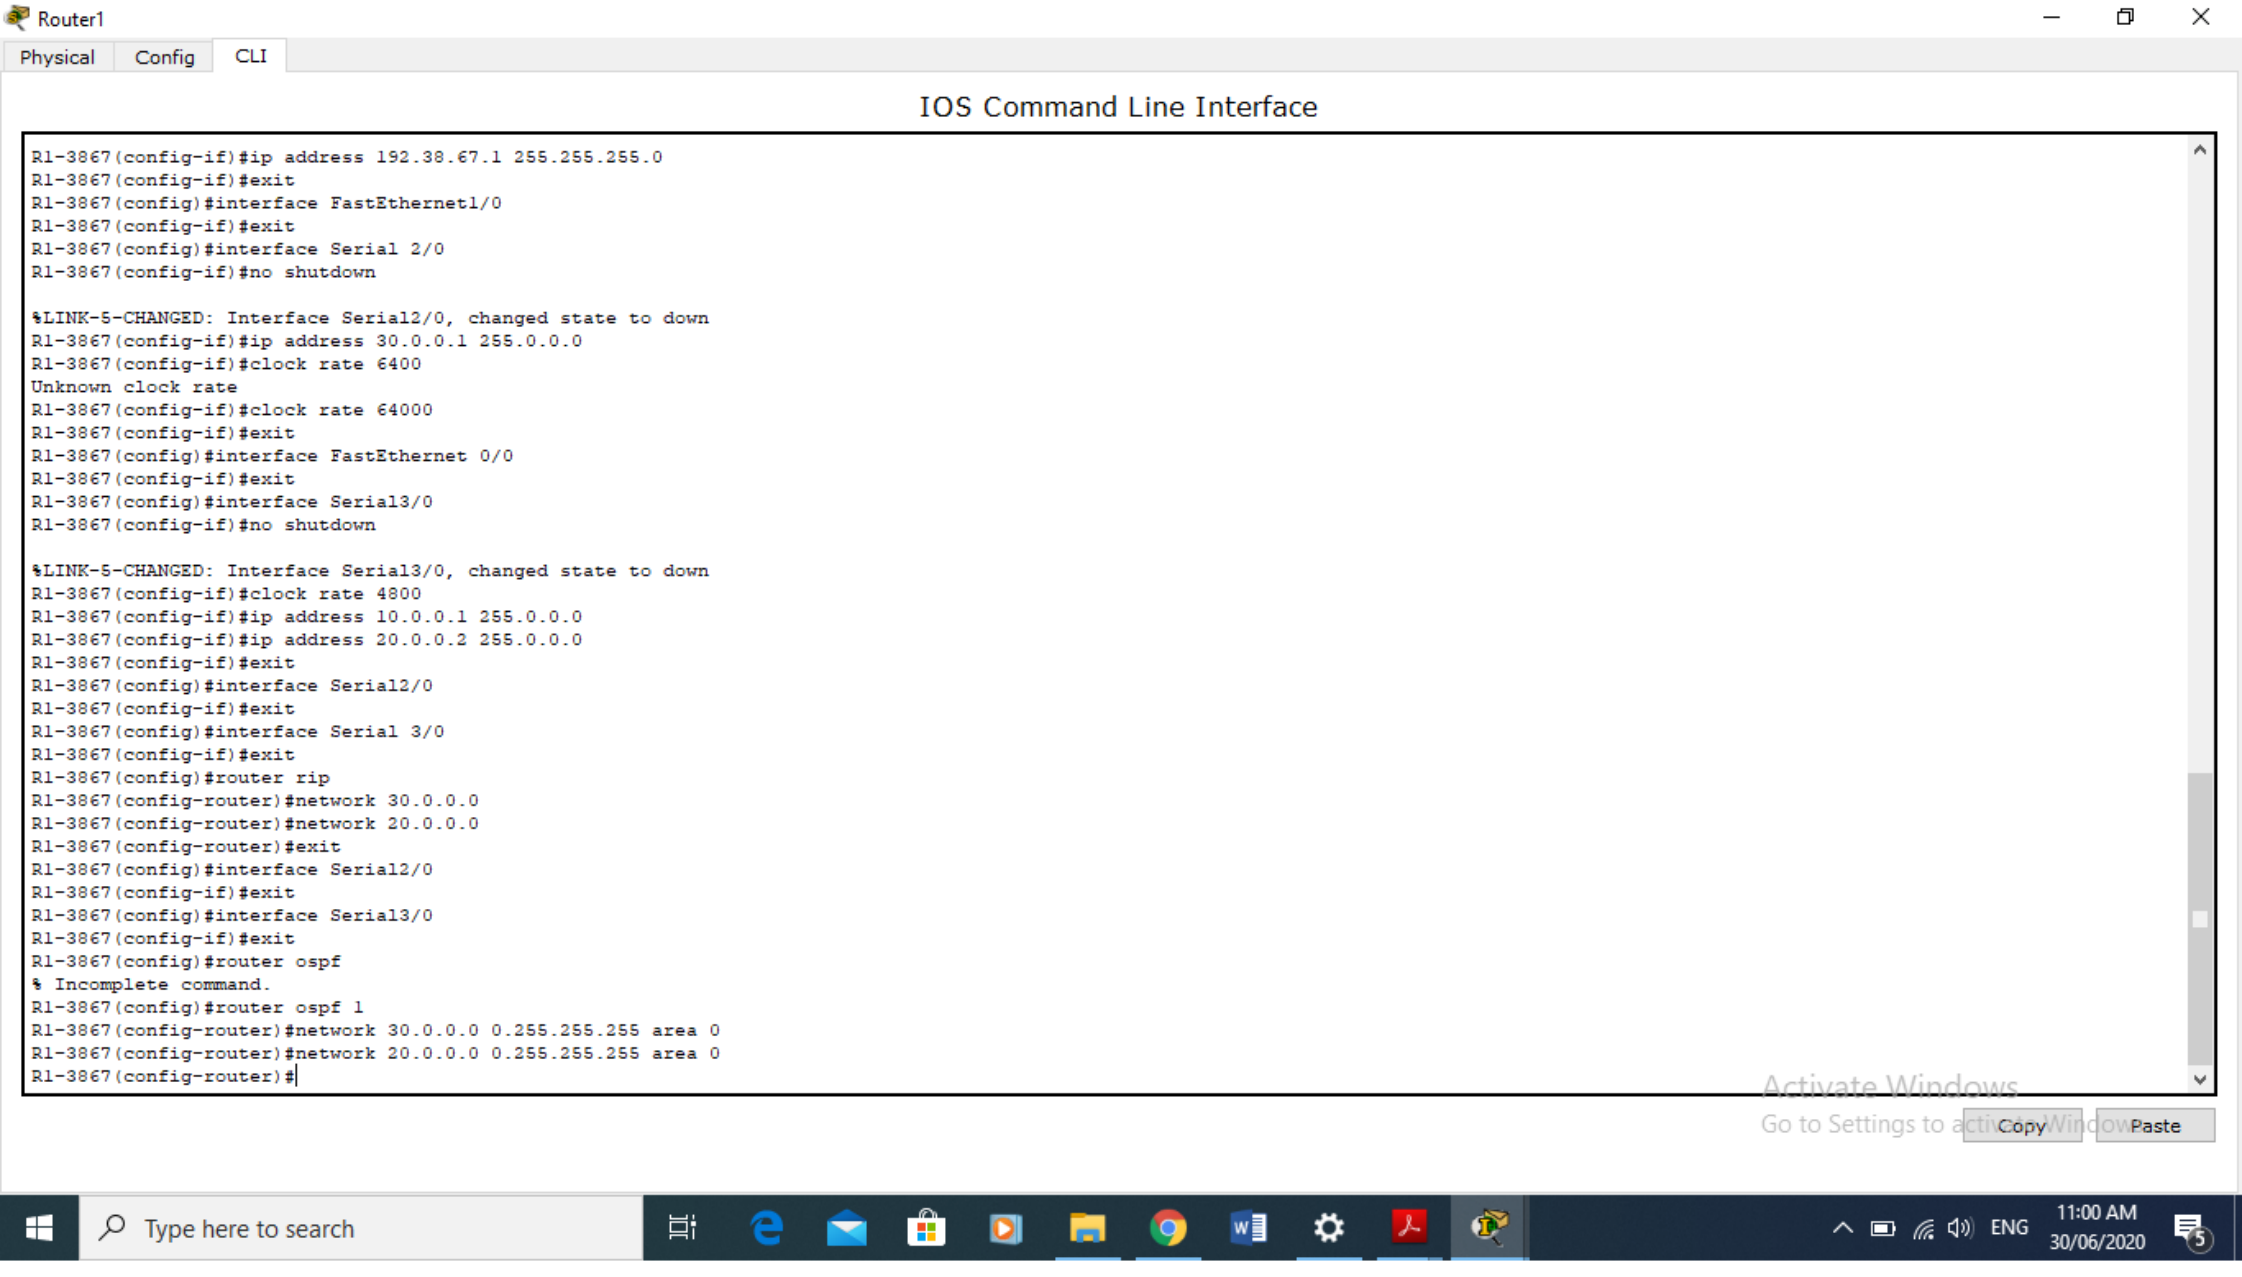 Router1
Physical Config CLI
IOS Command Line Interface
R1-3867(config-if)#ip address 192.38.67.1 255.255.255.0
R1-3867(config-if)#exit
R1-3867(config)#interface FastEthernet1/0
R1-3867(config-if)#exit
R1-3867(config)#interface Serial 2/0
R1-3867(config-if)#no shutdown
%LINK-5-CHANGED: Interface Serial2/0, changed state to down
R1-3867(config-if)#ip address 30.0.0.1 255.0.0.0
R1-3867(config-if)#clock rate 6400
Unknown clock rate
R1-3867(config-if)#clock rate 64000
R1-3867(config-if)#exit
R1-3867(config)#interface FastEthernet 0/0
R1-3867(config-if)#exit
R1-3867(config)#interface Serial3/0
R1-3867(config-if)#no shutdown
%LINK-5-CHANGED: Interface Serial3/0, changed state to down
R1-3867(config-if)#clock rate 4800
R1-3867(config-if)#ip address 10.0.0.1 255.0.0.0
R1-3867(config-if)#ip address 20.0.0.2 255.0.0.0
R1-3867(config-if)#exit
R1-3867(config)#interface Serial2/0
R1-3867(config-if)#exit
R1-3867(config)#interface Serial 3/0
R1-3867(config-if)#exit
R1-3867(config)#router rip
R1-3867(config-router)#network 30.0.0.0
R1-3867(config-router)#network 20.0.0.0
R1-3867(config-router)#exit
R1-3867(config)#interface Serial2/0
R1-3867(config-if)#exit
R1-3867(config)#interface Serial3/0
R1-3867(config-if)#exit
R1-3867(config)#router ospf
% Incomplete command.
R1-3867(config)#router ospf 1
R1-3867(config-router)#network 30.0.0.0 0.255.255.255 area 0
R1-3867(config-router)#network 20.0.0.0 0.255.255.255 area 0
R1-3867(config-router)#
Activate Windows
Go to Settings to activate Windows.
Copy Paste
Type here to search
ENG
11:00 AM
30/06/2020
5